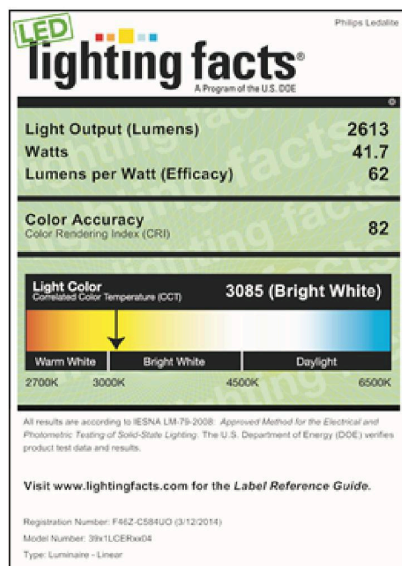 Philips Ledalite
LED
lighting facts®
A Program of the U.S. DOE
Light Output (Lumens) 2613
Watts 41.7
Lumens per Watt (Efficacy) 62
Color Accuracy
Color Rendering Index (CRI) 82
Light Color
Correlated Color Temperature (CCT) 3085 (Bright White)
Warm White Bright White Daylight
2700K 3000K 4500K 6500K
All results are according to IESNA LM-79-2008: Approved Method for the Electrical and
Photometric Testing of Solid-State Lighting. The U.S. Department of Energy (DOE) verifies
product test data and results.
Visit www.lightingfacts.com for the Label Reference Guide.
Registration Number: F46Z-C584UO (3/12/2014)
Model Number: 39x1LCERxx04
Type: Luminaire - Linear